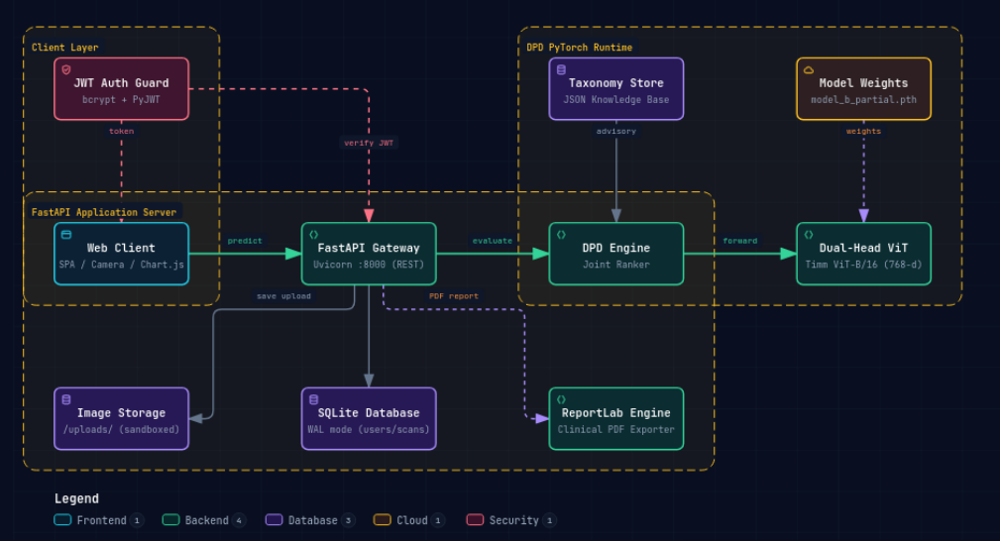 Client Layer
DPD PyTorch Runtime
JWT Auth Guard
bcrypt + PyJWT
Taxonomy Store
JSON Knowledge Base
Model Weights
model_b_partial.pth
token
verify JWT
advisory
weights
FastAPI Application Server
Web Client
SPA / Camera / Chart.js
predict
FastAPI Gateway
Uvicorn :8000 (REST)
evaluate
DPD Engine
Joint Ranker
forward
Dual-Head ViT
Timm ViT-B/16 (768-d)
save upload
PDF report
Image Storage
/uploads/ (sandboxed)
SQLite Database
WAL mode (users/scans)
ReportLab Engine
Clinical PDF Exporter
Legend
Frontend 1
Backend 4
Database 3
Cloud 1
Security 1